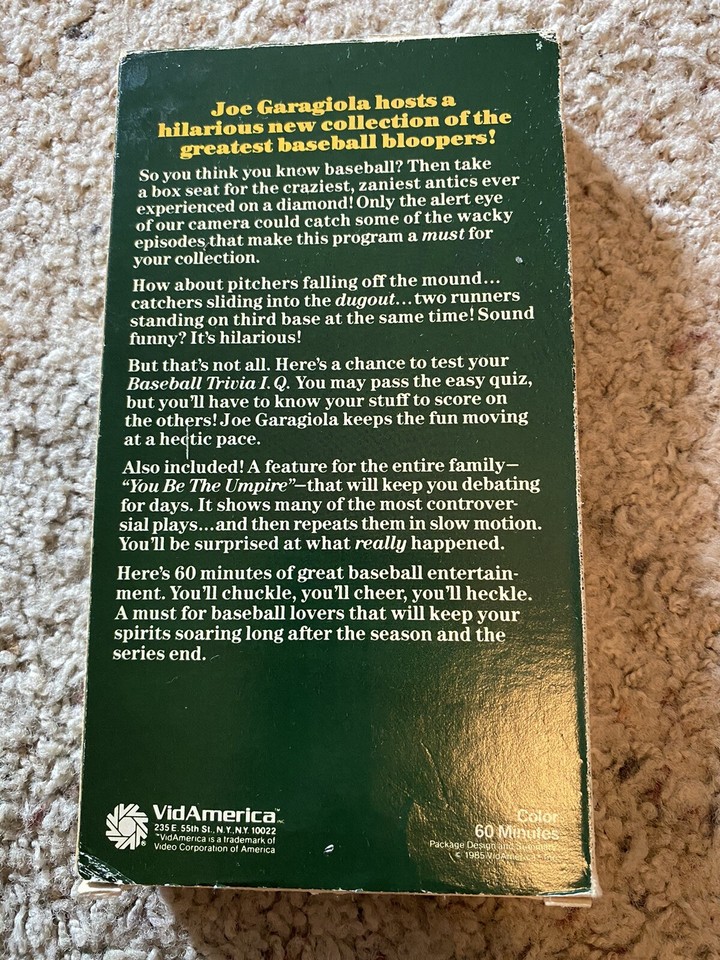 Joe Garagiola hosts a
hilarious new collection of the
greatest baseball bloopers!
So you think you know baseball? Then take
a box seat for the craziest, zaniest antics ever
experienced on a diamond! Only the alert eye
of our camera could catch some of the wacky
episodes that make this program a must for
your collection.
How about pitchers falling off the mound...
catchers sliding into the dugout...two runners
standing on third base at the same time! Sound
funny? It's hilarious!
But that's not all. Here's a chance to test your
Baseball Trivia I.Q. You may pass the easy quiz,
but you'll have to know your stuff to score on
the others! Joe Garagiola keeps the fun moving
at a hectic pace.
Also included! A feature for the entire family—
"You Be The Umpire"—that will keep you debating
for days. It shows many of the most controver-
sial plays...and then repeats them in slow motion.
You'll be surprised at what really happened.
Here's 60 minutes of great baseball entertain-
ment. You'll chuckle, you'll cheer, you'll heckle.
A must for baseball lovers that will keep your
spirits soaring long after the season and the
series end.
VidAmerica™
235 E. 55th St., N.Y., N.Y. 10022
™VidAmerica is a trademark of
Video Corporation of America
®
Color
60 Minutes
Package Design and
© 1985 VidAmerica